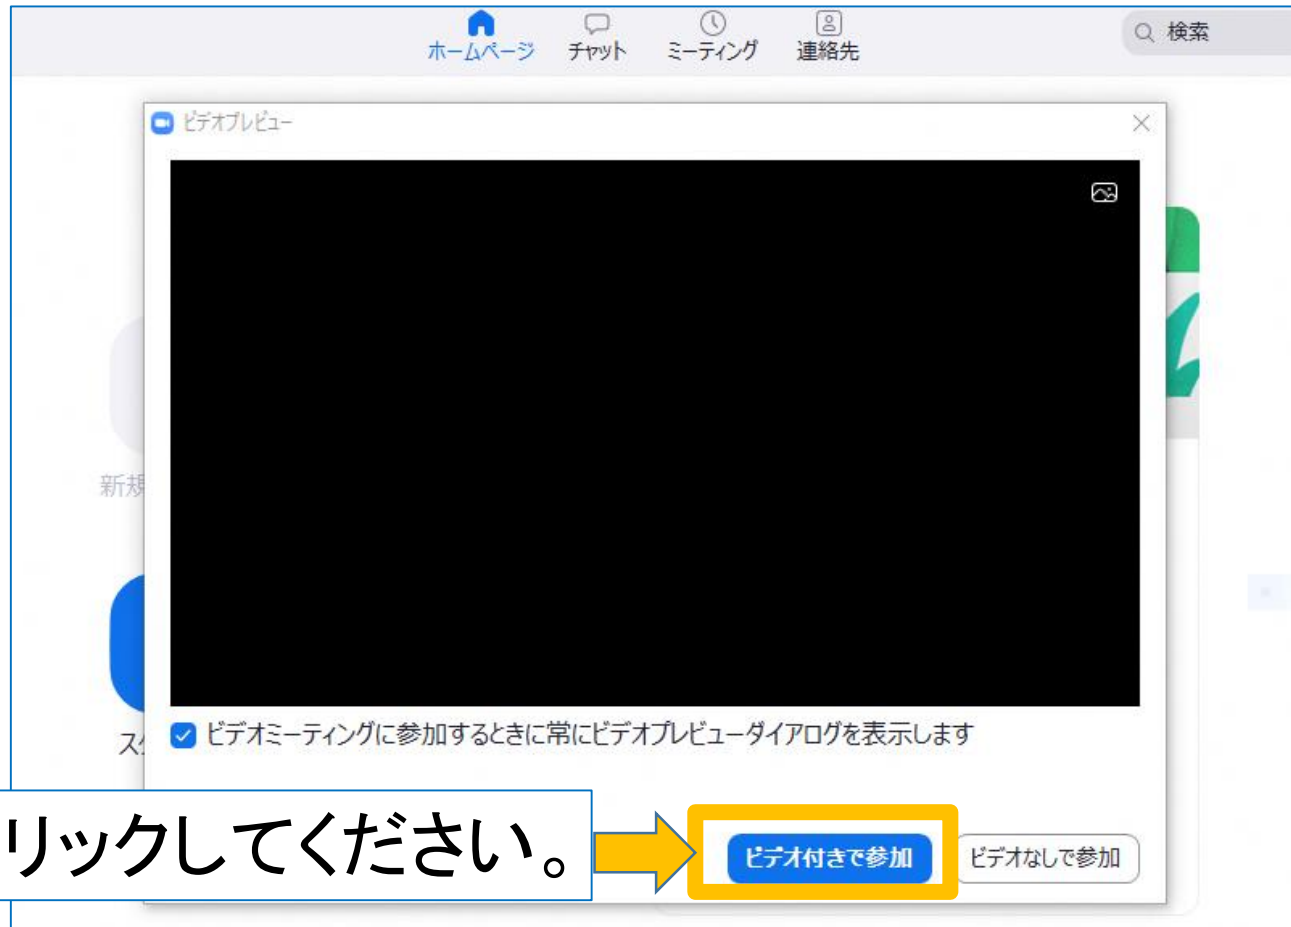 ホームページ チャット ミーティング 連絡先 検索
ビデオプレビュー
新規
ビデオミーティングに参加するときに常にビデオプレビューダイアログを表示します
リックしてください。
ビデオ付きで参加 ビデオなしで参加